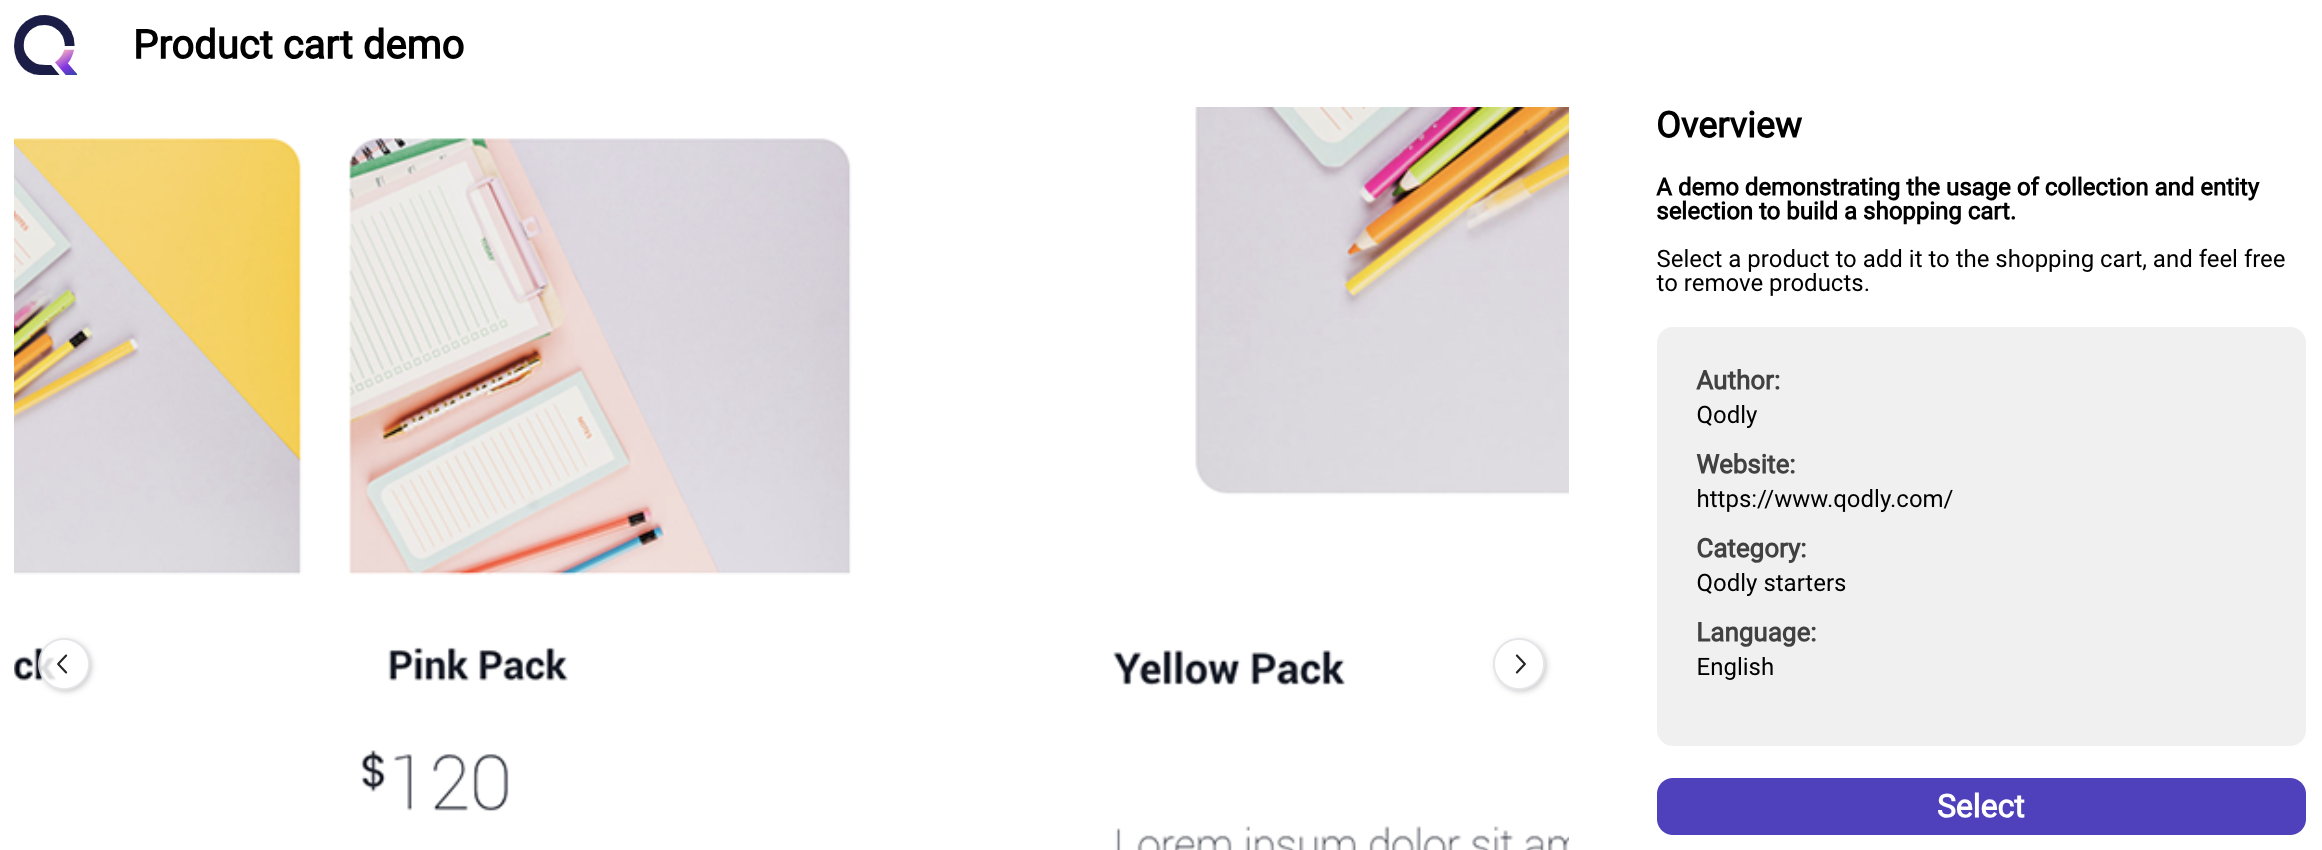 Product cart demo
Pink Pack
$120
Yellow Pack
Lorem ipsum dolor sit
Overview
A demo demonstrating the usage of collection and entity
selection to build a shopping cart.
Select a product to add it to the shopping cart, and feel free
to remove products.
Author:
Qodly
Website:
https://www.qodly.com/
Category:
Qodly starters
Language:
English
Select